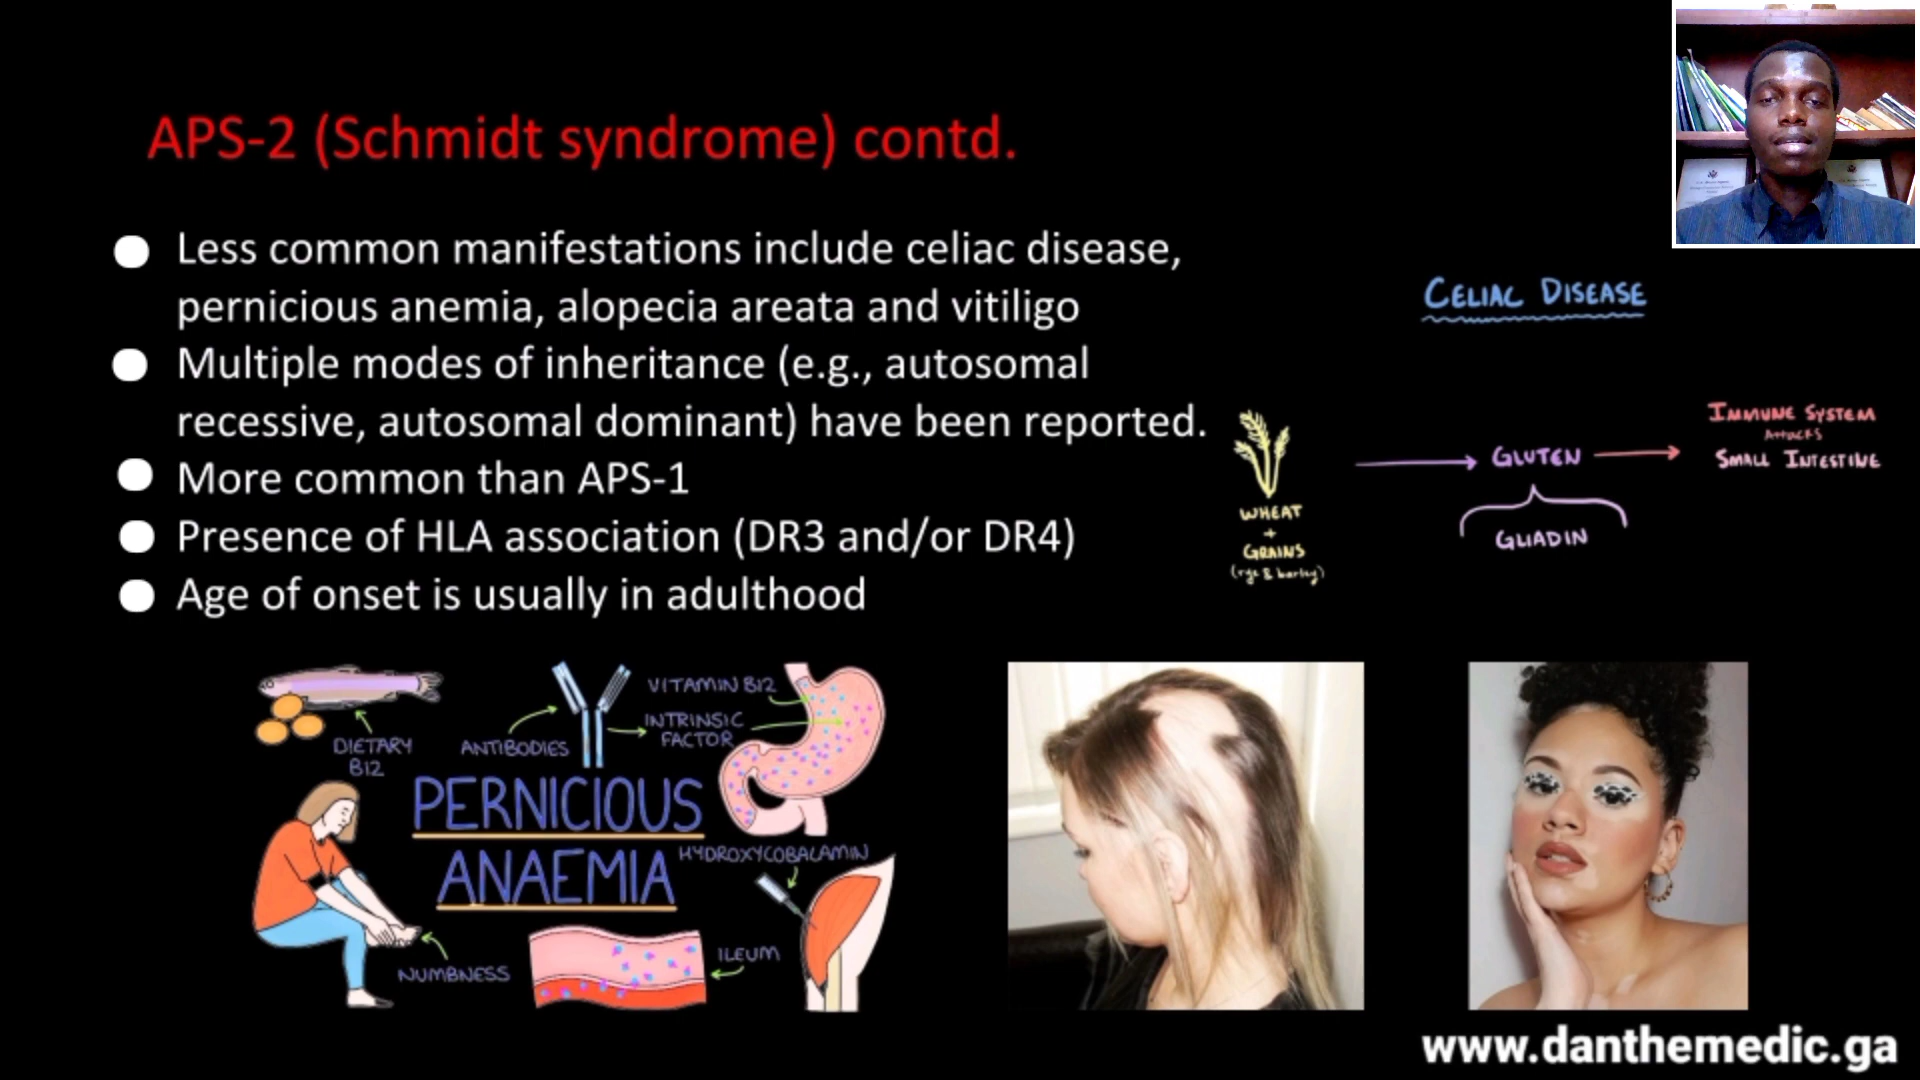 APS-2 (Schmidt syndrome) contd.
Less common manifestations include celiac disease,
pernicious anemia, alopecia areata and vitiligo
Multiple modes of inheritance (e.g., autosomal
recessive, autosomal dominant) have been reported.
More common than APS-1
Presence of HLA association (DR3 and/or DR4)
Age of onset is usually in adulthood
CELIAC DISEASE
WHEAT
+
GRAINS
(rye & barley)
GLUTEN
GLIADIN
IMMUNE SYSTEM
ATTACKS
SMALL INTESTINE
DIETARY
B12
ANTIBODIES
VITAMIN B12
INTRINSIC
FACTOR
PERNICIOUS
ANAEMIA
HYDROXYCOBALAMIN
NUMBNESS
ILEUM
www.danthemedic.ga